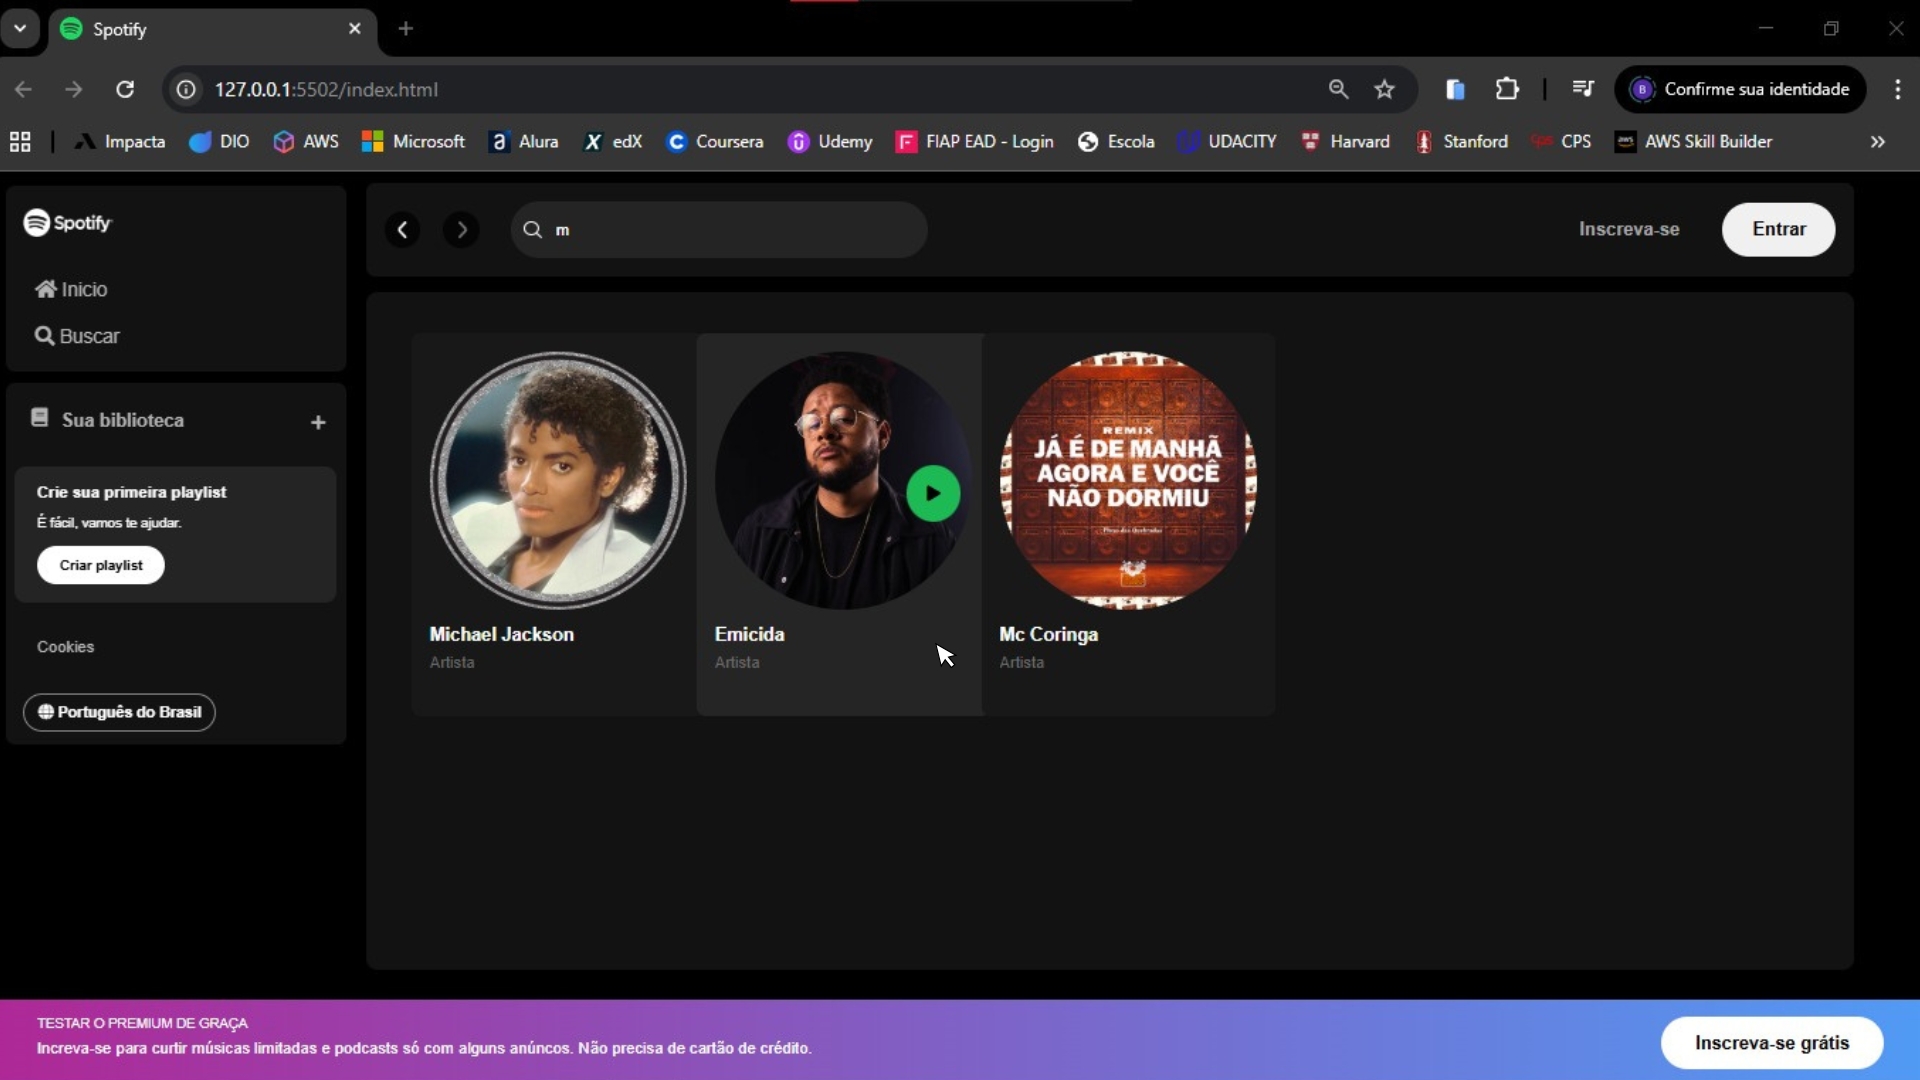 Spotify
127.0.0.1:5502/index.html
B Confirme sua identidade
Impacta DIO AWS Microsoft a Alura X edX C Coursera Udemy F FIAP EAD - Login Escola UDACITY Harvard Stanford CPS CPS aws AWS Skill Builder
Spotify
m
Inscreva-se
Entrar
Inicio
Buscar
Sua biblioteca
+
Crie sua primeira playlist
É fácil, vamos te ajudar.
Criar playlist
Cookies
Português do Brasil
REMIX
JÁ É DE MANHÃ
AGORA E VOCÊ
NÃO DORMIU
Michael Jackson
Artista
Emicida
Artista
Mc Coringa
Artista
TESTAR O PREMIUM DE GRAÇA
Increva-se para curtir músicas limitadas e podcasts só com alguns anúncos. Não precisa de cartão de crédito.
Inscreva-se grátis